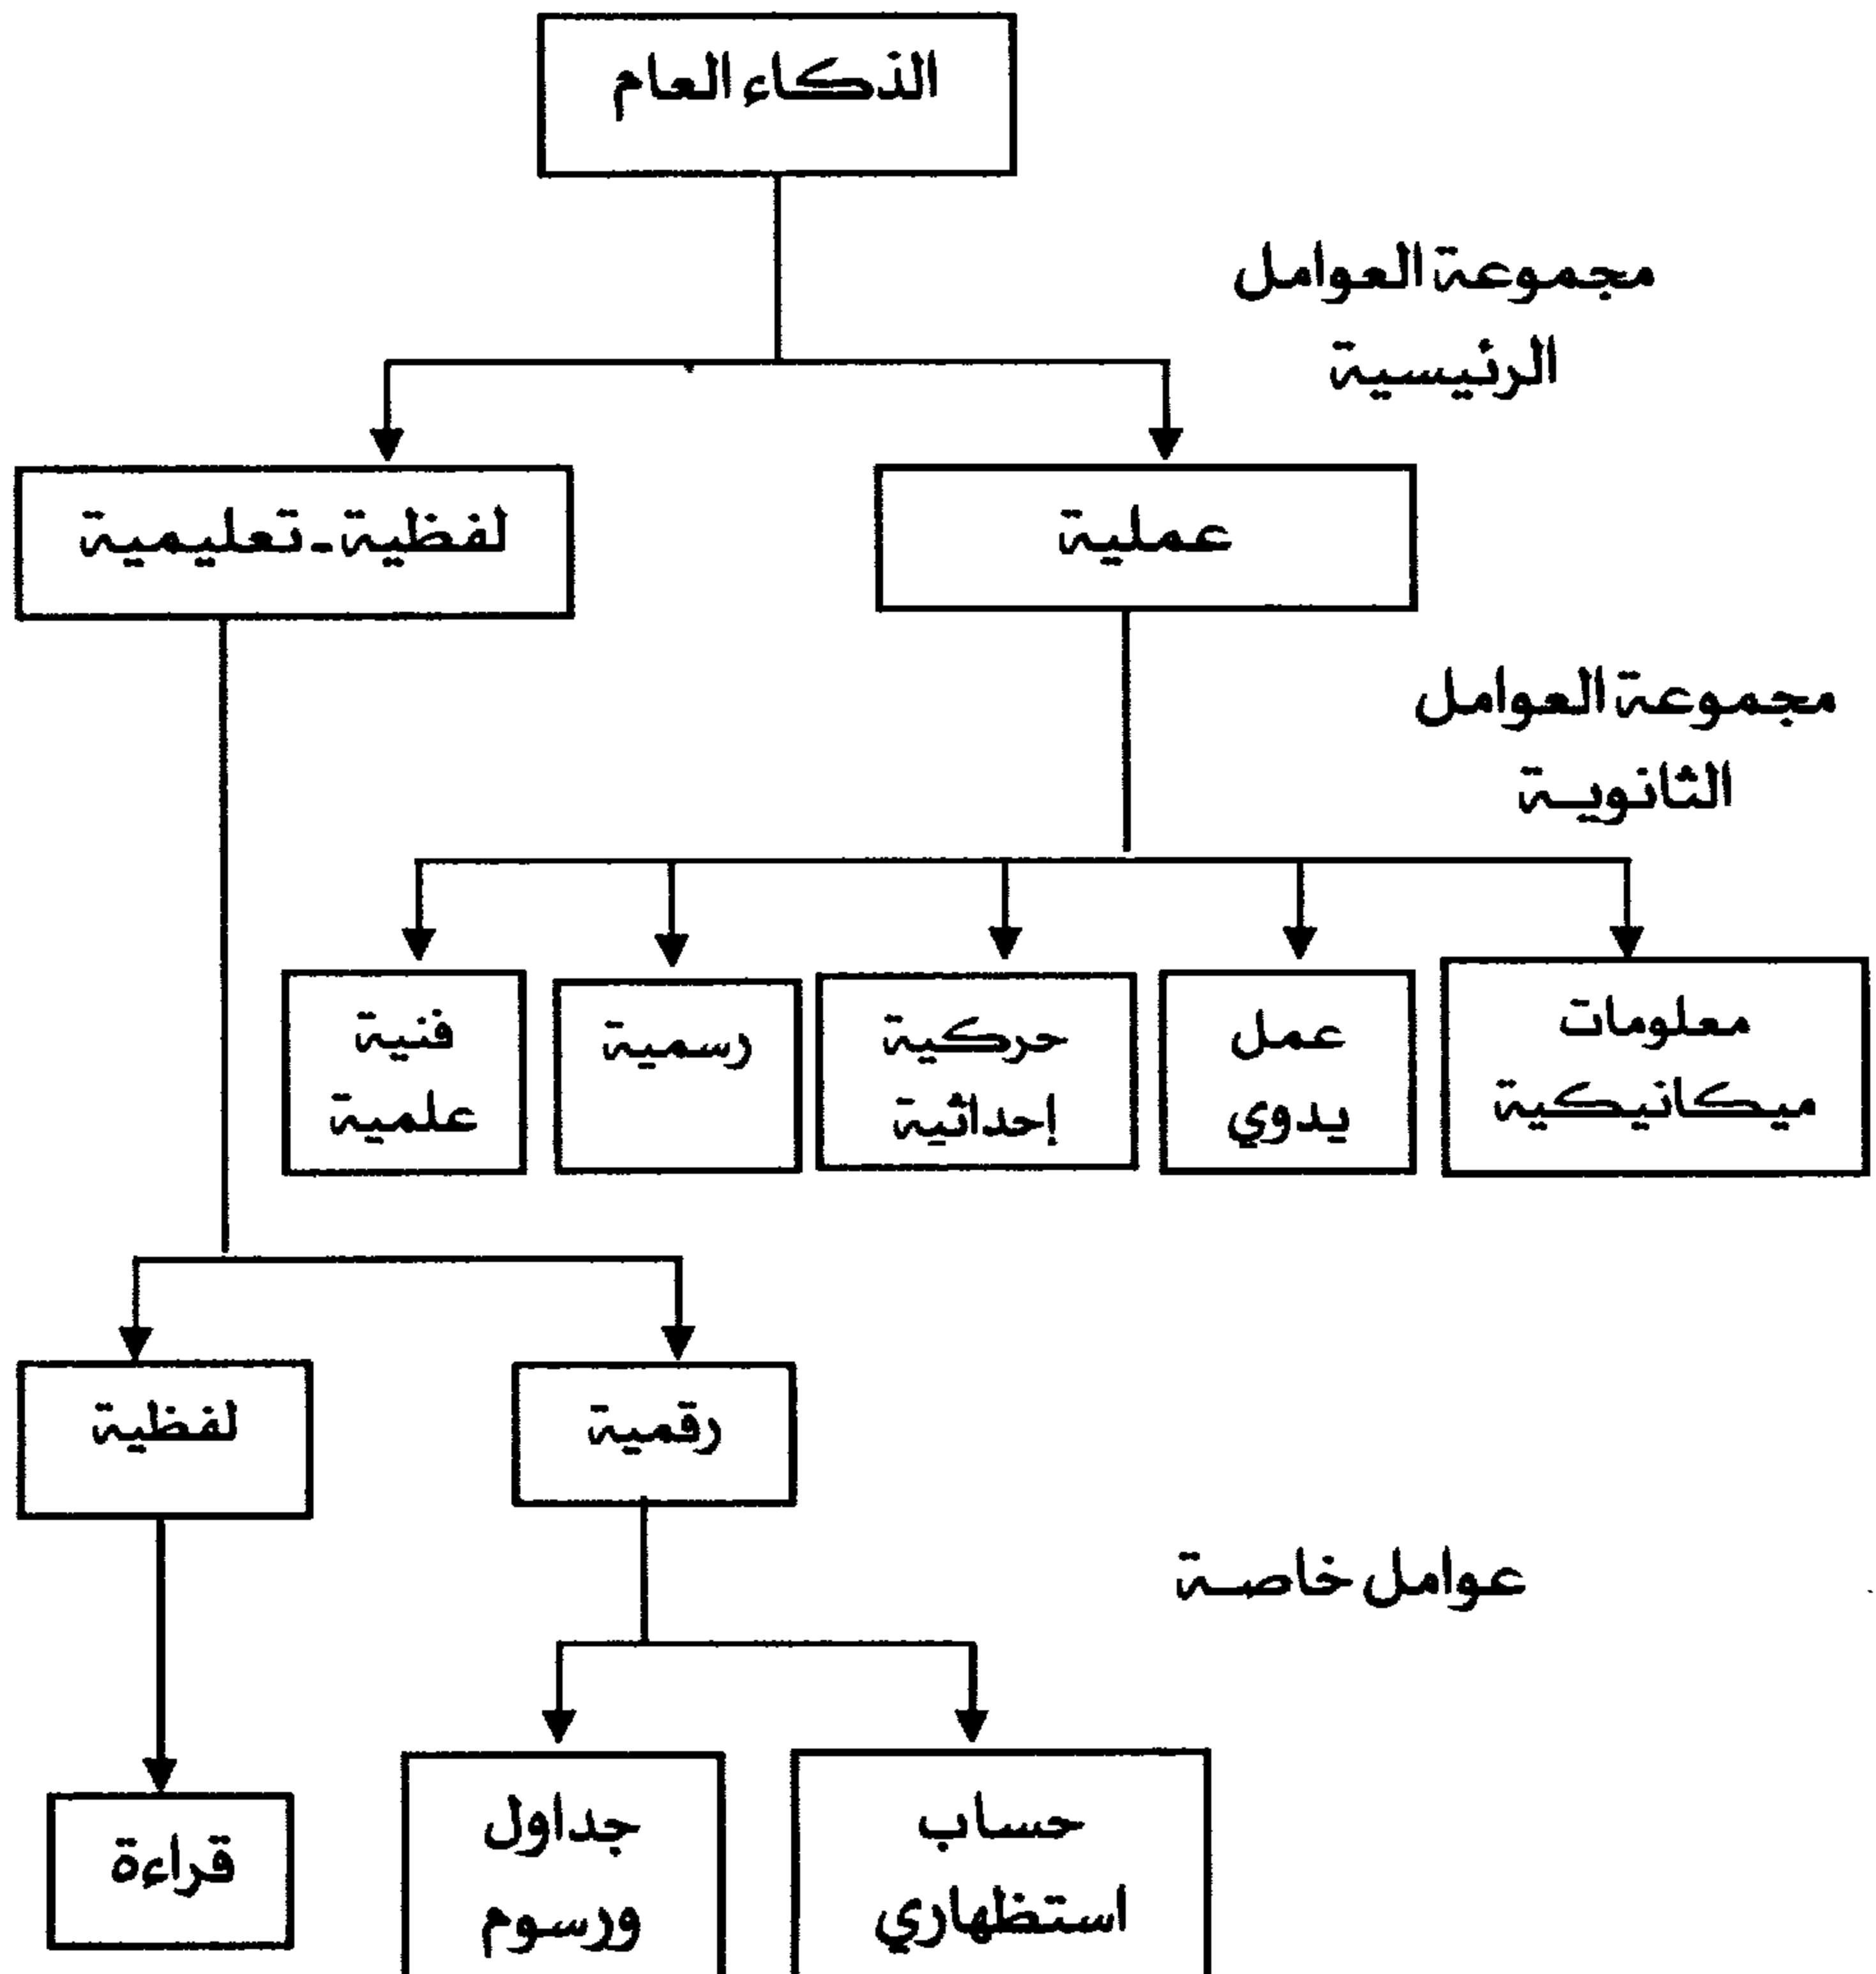 الذكاء العام
مجموعة العوامل
الرئيسية
عملية
لفظية - تعليمية
مجموعة العوامل
الثانوية
معلومات
ميكانيكية
عمل
يدوي
حركية
إحداثية
رسمية
فنية
علمية
رقمية
لفظية
عوامل خاصة
حساب
استظهاري
جداول
ورسوم
قراءة